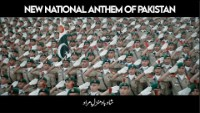 NEW NATIONAL ANTHEM OF PAKISTAN
شاد باد منزل مراد